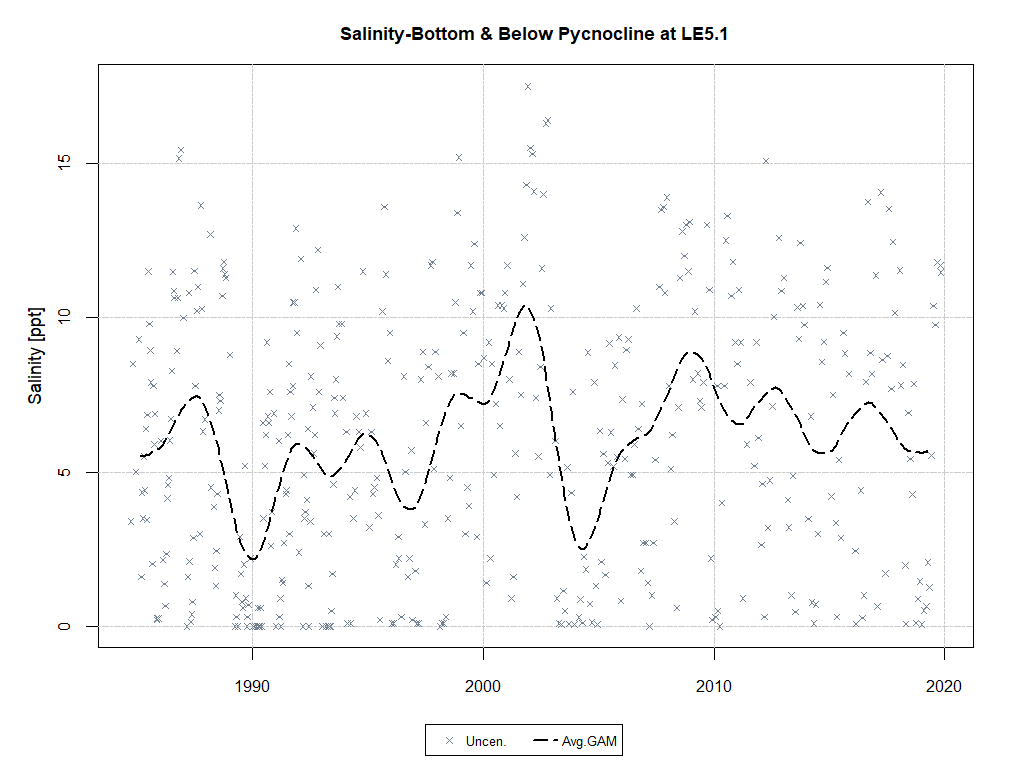 Salinity-Bottom & Below Pycnocline at LE5.1
Salinity [ppt]
15
10
5
0
1990 2000 2010 2020
Uncen. Avg.GAM